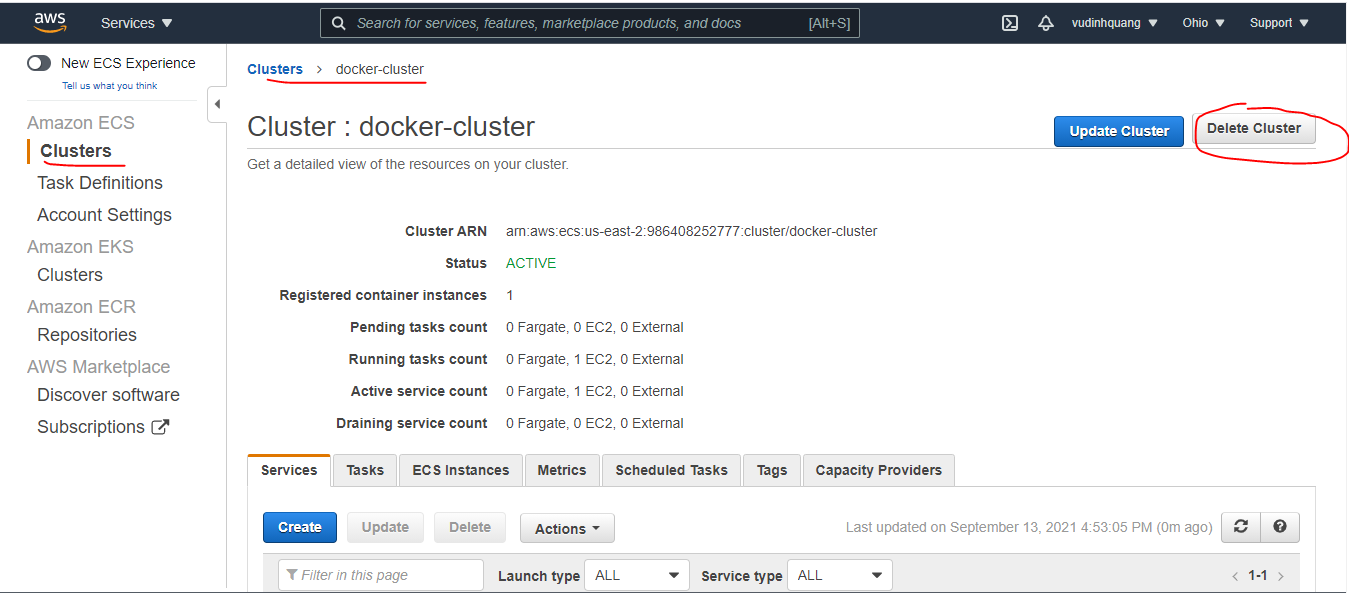 aws Services Search for services, features, marketplace products, and docs [Alt+S] vudinhquang Ohio Support
New ECS Experience
Tell us what you think
Amazon ECS
Clusters
Task Definitions
Account Settings
Amazon EKS
Clusters
Amazon ECR
Repositories
AWS Marketplace
Discover software
Subscriptions
Clusters > docker-cluster
Cluster : docker-cluster
Update Cluster Delete Cluster
Get a detailed view of the resources on your cluster.
Cluster ARN arn:aws:ecs:us-east-2:986408252777:cluster/docker-cluster
Status ACTIVE
Registered container instances 1
Pending tasks count 0 Fargate, 0 EC2, 0 External
Running tasks count 0 Fargate, 1 EC2, 0 External
Active service count 0 Fargate, 1 EC2, 0 External
Draining service count 0 Fargate, 0 EC2, 0 External
Services Tasks ECS Instances Metrics Scheduled Tasks Tags Capacity Providers
Create Update Delete Actions Last updated on September 13, 2021 4:53:05 PM (0m ago)
Filter in this page Launch type ALL Service type ALL < 1-1 >